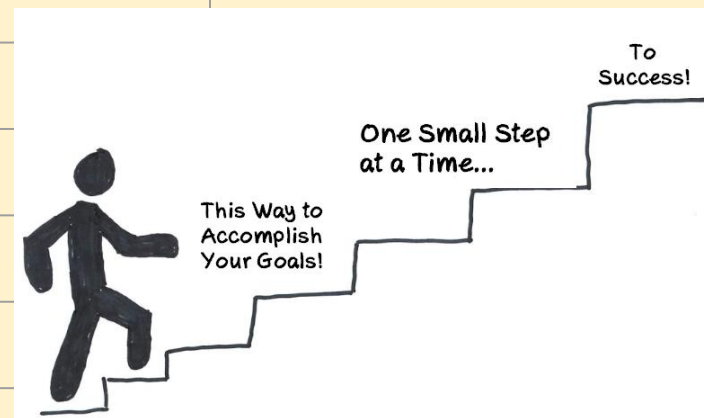 This Way to
Accomplish
Your Goals!
One Small Step
at a Time...
To
Success!